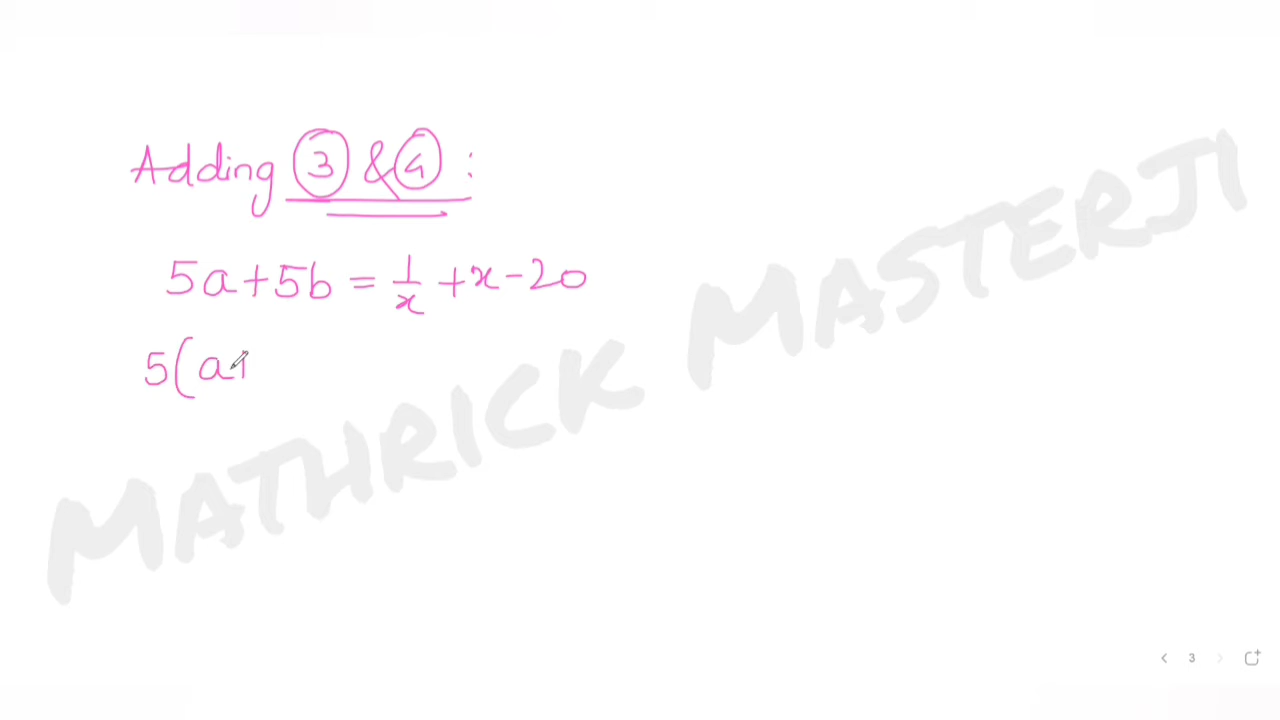 Adding ③ & ④ :
5a+5b = 1/x + x - 20
5(a+
MATHRICK MASTERJI
3